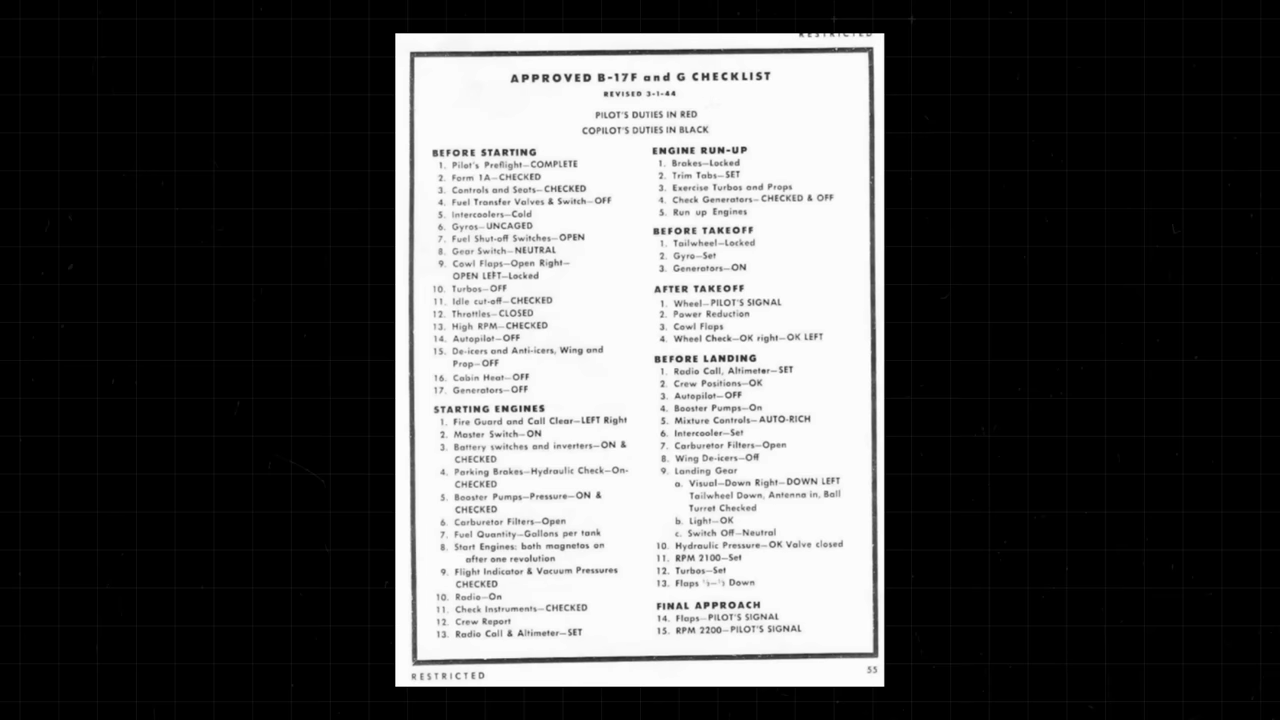 RESTRICTED
APPROVED B-17F and G CHECKLIST
REVISED 3-1-44
PILOT'S DUTIES IN RED
COPILOT'S DUTIES IN BLACK
BEFORE STARTING
1. Pilot's Preflight—COMPLETE
2. Form 1A—CHECKED
3. Controls and Seats—CHECKED
4. Fuel Transfer Valves & Switch—OFF
5. Intercoolers—Cold
6. Gyros—UNCAGED
7. Fuel Shut-off Switches—OPEN
8. Gear Switch—NEUTRAL
9. Cowl Flaps—Open Right—
OPEN LEFT—Locked
10. Turbos—OFF
11. Idle cut-off—CHECKED
12. Throttles—CLOSED
13. High RPM—CHECKED
14. Autopilot—OFF
15. De-icers and Anti-icers, Wing and
Prop—OFF
16. Cabin Heat—OFF
17. Generators—OFF
STARTING ENGINES
1. Fire Guard and Call Clear—LEFT Right
2. Master Switch—ON
3. Battery switches and inverters—ON &
CHECKED
4. Parking Brakes—Hydraulic Check—On-
CHECKED
5. Booster Pumps—Pressure—ON &
CHECKED
6. Carburetor Filters—Open
7. Fuel Quantity—Gallons per tank
8. Start Engines: both magnetos on
after one revolution
9. Flight Indicator & Vacuum Pressures
CHECKED
10. Radio—On
11. Check Instruments—CHECKED
12. Crew Report
13. Radio Call & Altimeter—SET
ENGINE RUN-UP
1. Brakes—Locked
2. Trim Tabs—SET
3. Exercise Turbos and Props
4. Check Generators—CHECKED & OFF
5. Run up Engines
BEFORE TAKEOFF
1. Tailwheel—Locked
2. Gyro—Set
3. Generators—ON
AFTER TAKEOFF
1. Wheel—PILOT'S SIGNAL
2. Power Reduction
3. Cowl Flaps
4. Wheel Check—OK right—OK LEFT
BEFORE LANDING
1. Radio Call, Altimeter—SET
2. Crew Positions—OK
3. Autopilot—OFF
4. Booster Pumps—On
5. Mixture Controls—AUTO-RICH
6. Intercooler—Set
7. Carburetor Filters—Open
8. Wing De-icers—Off
9. Landing Gear
a. Visual—Down Right—DOWN LEFT
Tailwheel Down, Antenna in, Ball
Turret Checked
b. Light—OK
c. Switch Off—Neutral
10. Hydraulic Pressure—OK Valve closed
11. RPM 2100—Set
12. Turbos—Set
13. Flaps Down
FINAL APPROACH
14. Flaps—PILOT'S SIGNAL
15. RPM 2200—PILOT'S SIGNAL
RESTRICTED
55